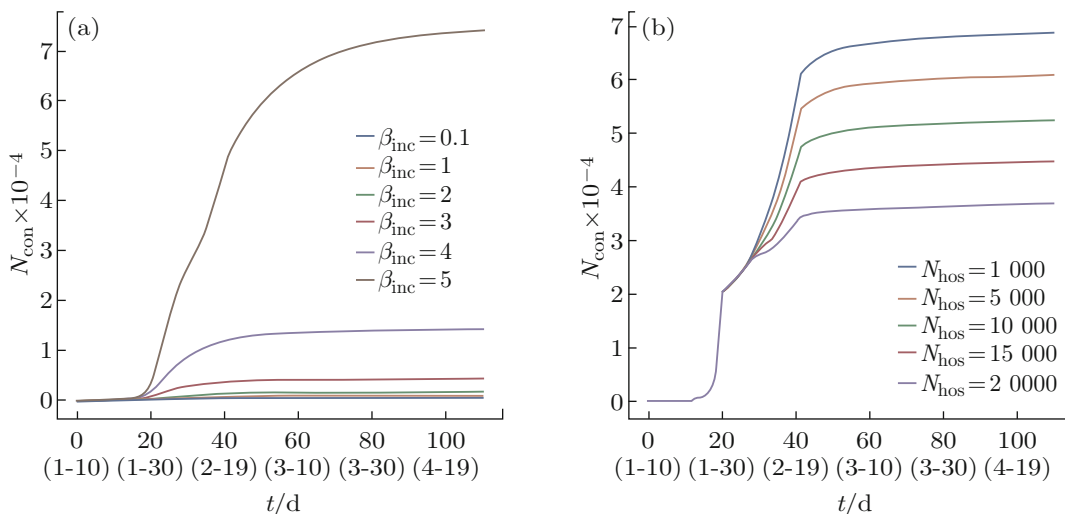 (a)
7
6
5
4
3
2
1
0
N_con×10⁻⁴
β_inc=0.1
β_inc=1
β_inc=2
β_inc=3
β_inc=4
β_inc=5
0 20 40 60 80 100
(1-10) (1-30) (2-19) (3-10) (3-30) (4-19)
t/d
(b)
7
6
5
4
3
2
1
0
N_con×10⁻⁴
N_hos=1 000
N_hos=5 000
N_hos=10 000
N_hos=15 000
N_hos=2 0000
0 20 40 60 80 100
(1-10) (1-30) (2-19) (3-10) (3-30) (4-19)
t/d